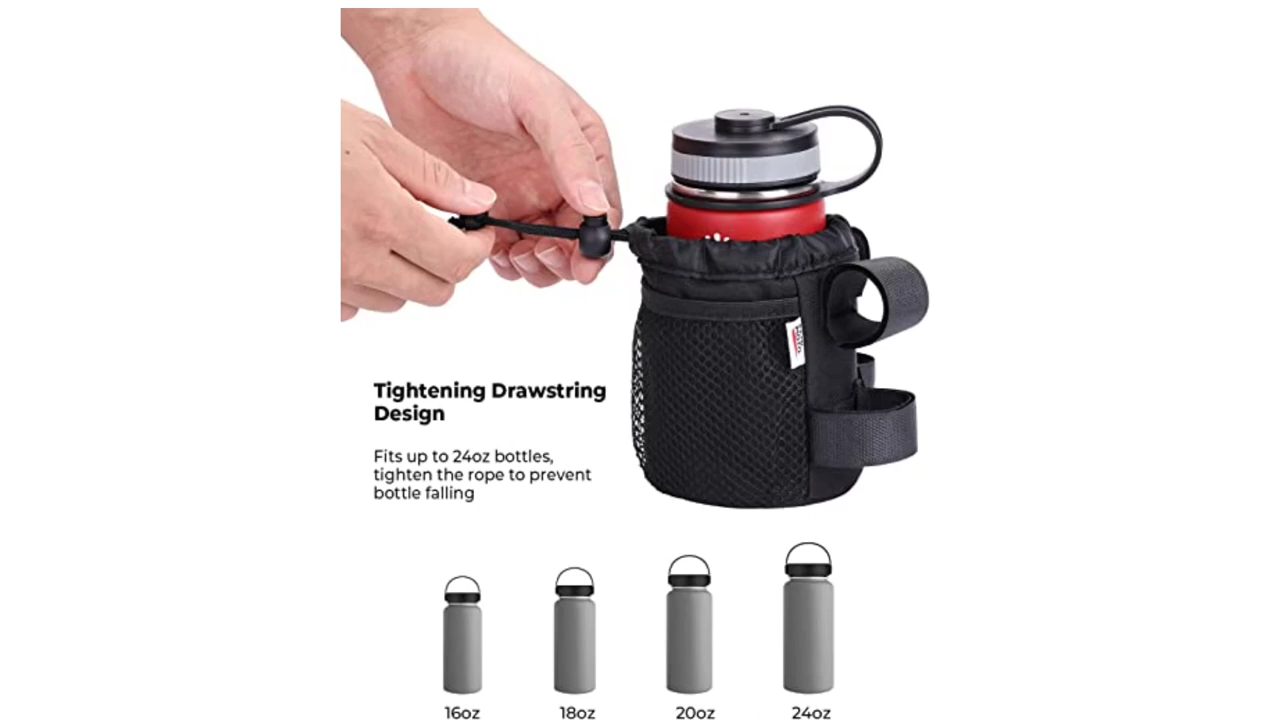 Tightening Drawstring
Design
Fits up to 24oz bottles,
tighten the rope to prevent
bottle falling
16oz
18oz
20oz
24oz